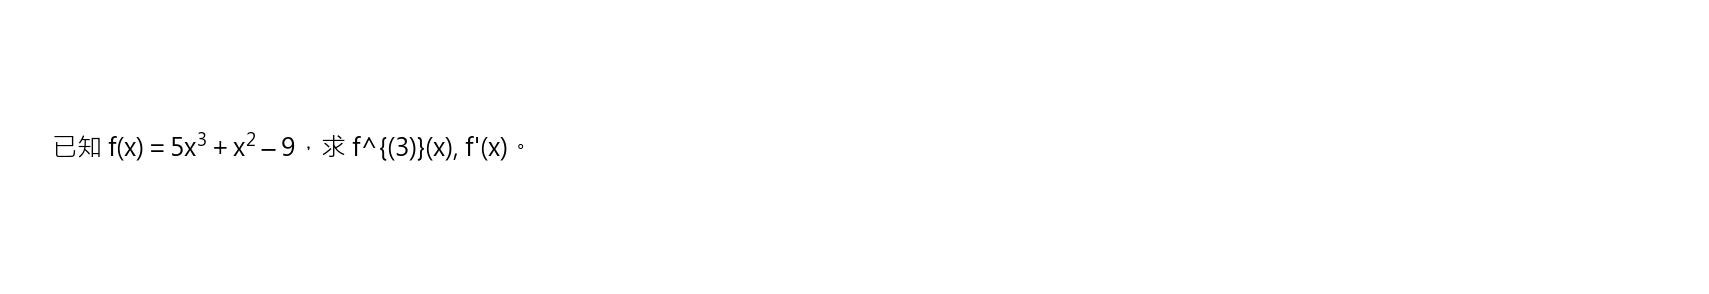 已知 f(x) = 5x³ + x² – 9，求 f^{(3)}(x), f'(x)。